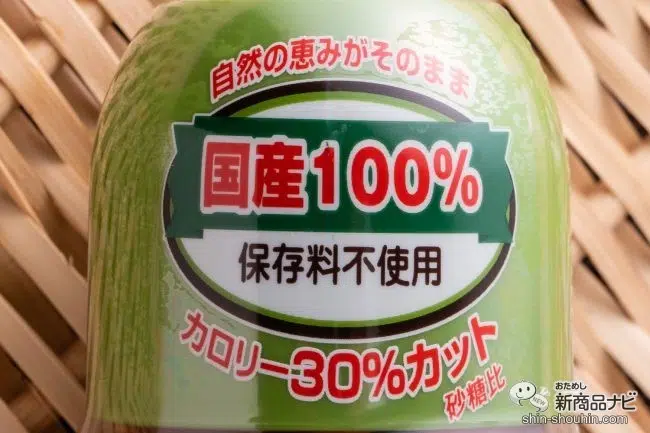 自然の恵みがそのまま
国産100%
保存料不使用
カロリー30%カット
砂糖比
NEW
おためし
新商品ナビ
shin-shouhin.com